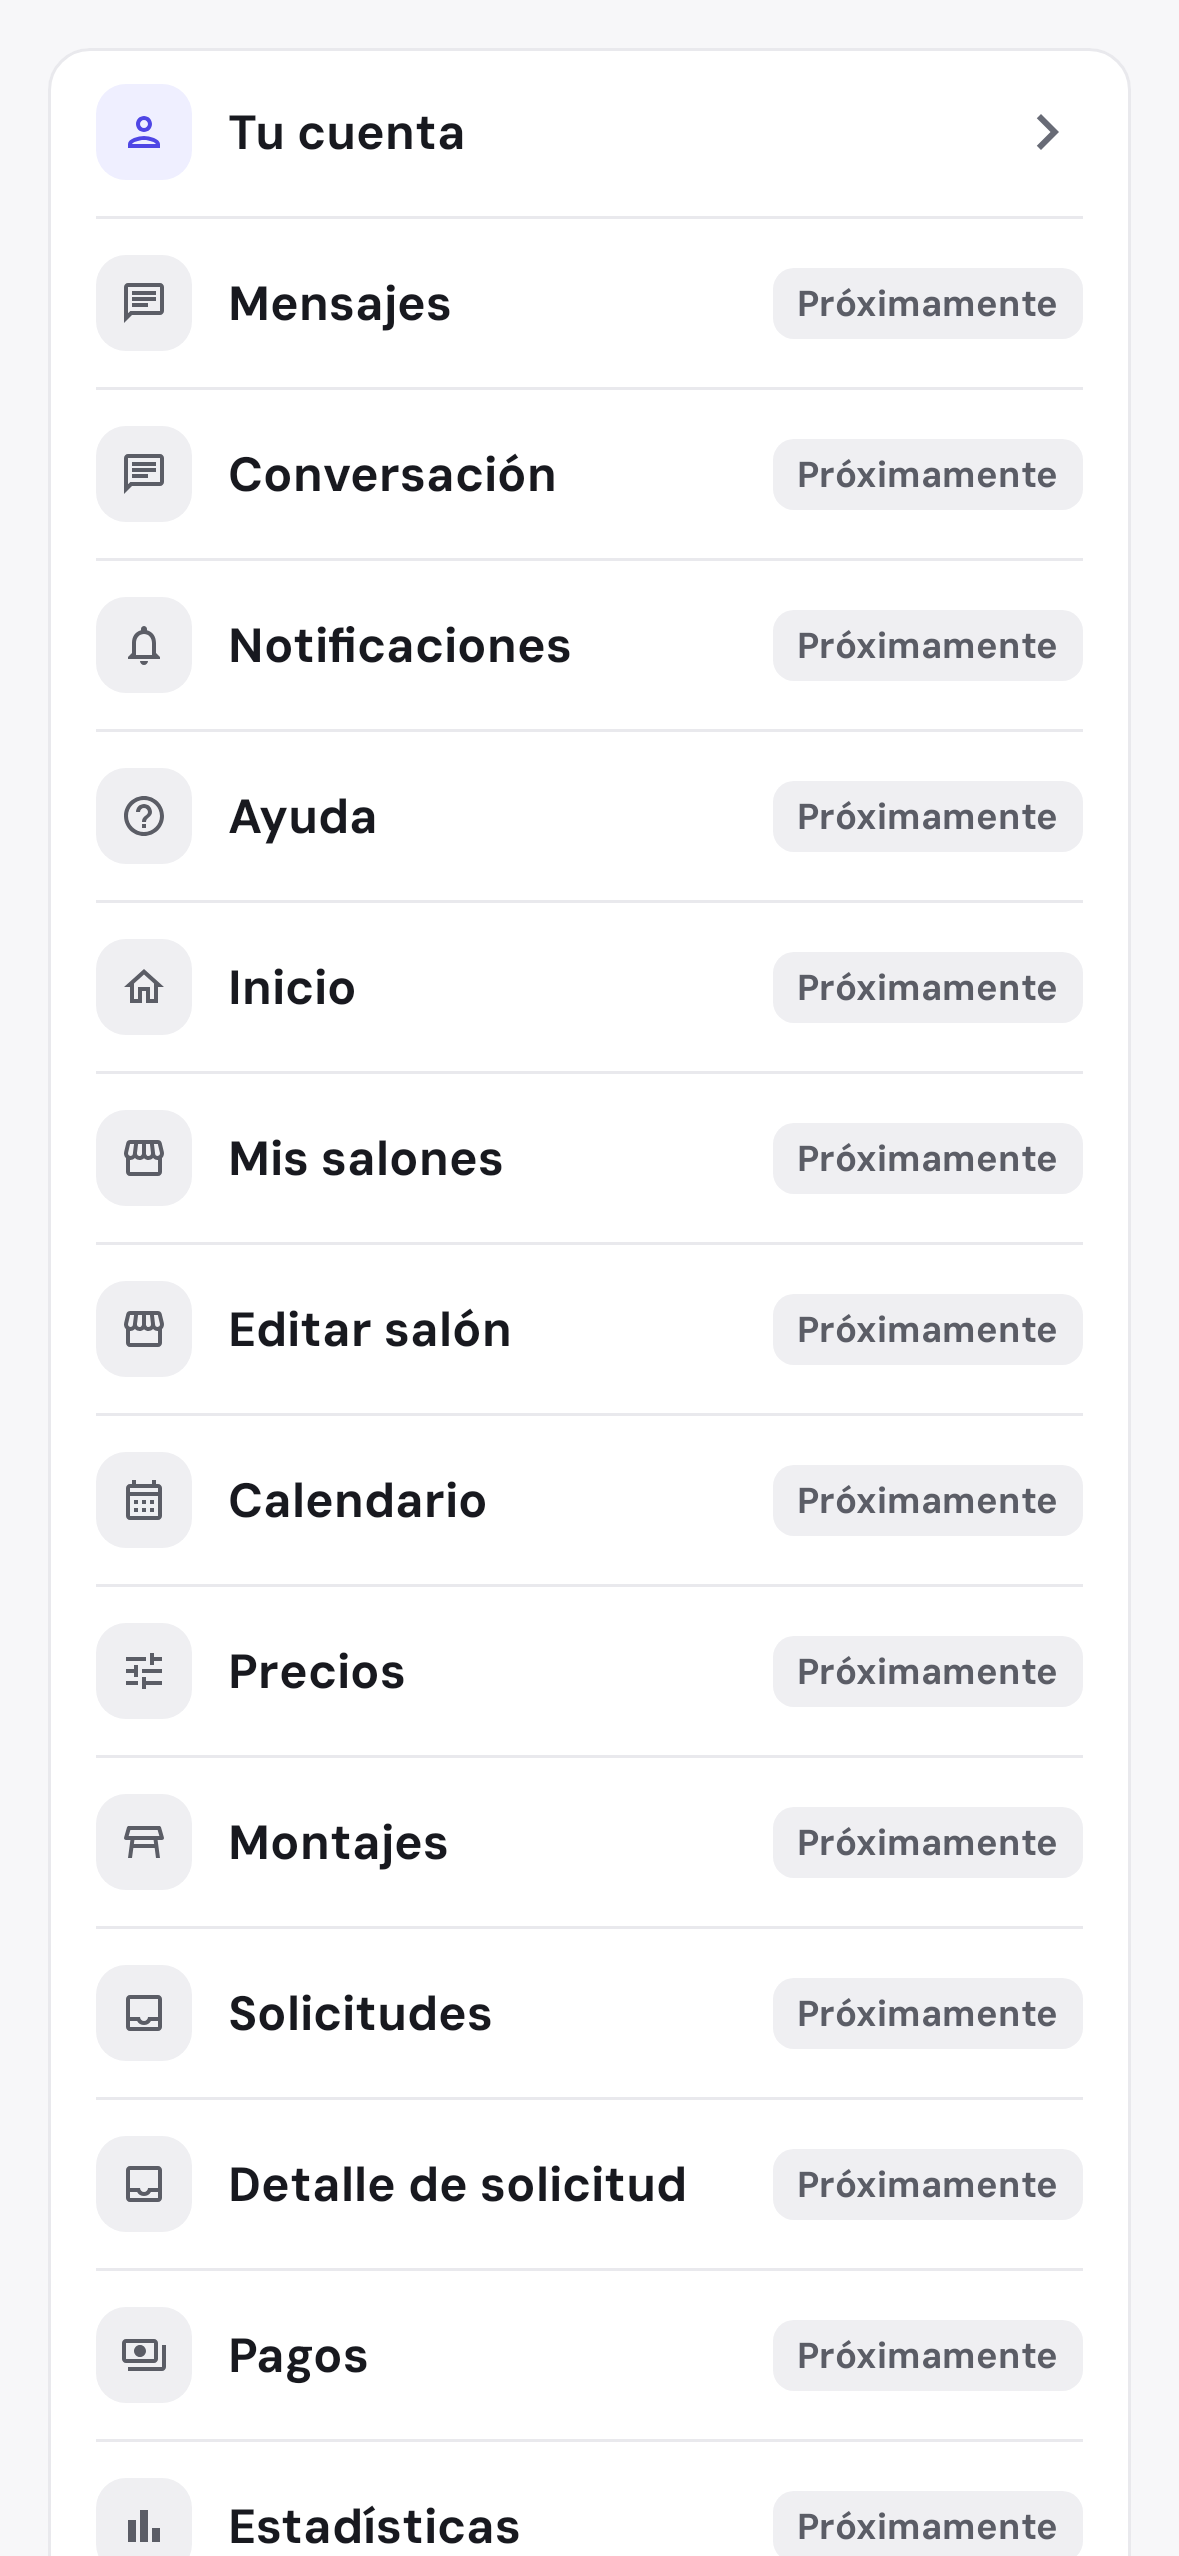 Tu cuenta
Mensajes Próximamente
Conversación Próximamente
Notificaciones Próximamente
Ayuda Próximamente
Inicio Próximamente
Mis salones Próximamente
Editar salón Próximamente
Calendario Próximamente
Precios Próximamente
Montajes Próximamente
Solicitudes Próximamente
Detalle de solicitud Próximamente
Pagos Próximamente
Estadísticas Próximamente